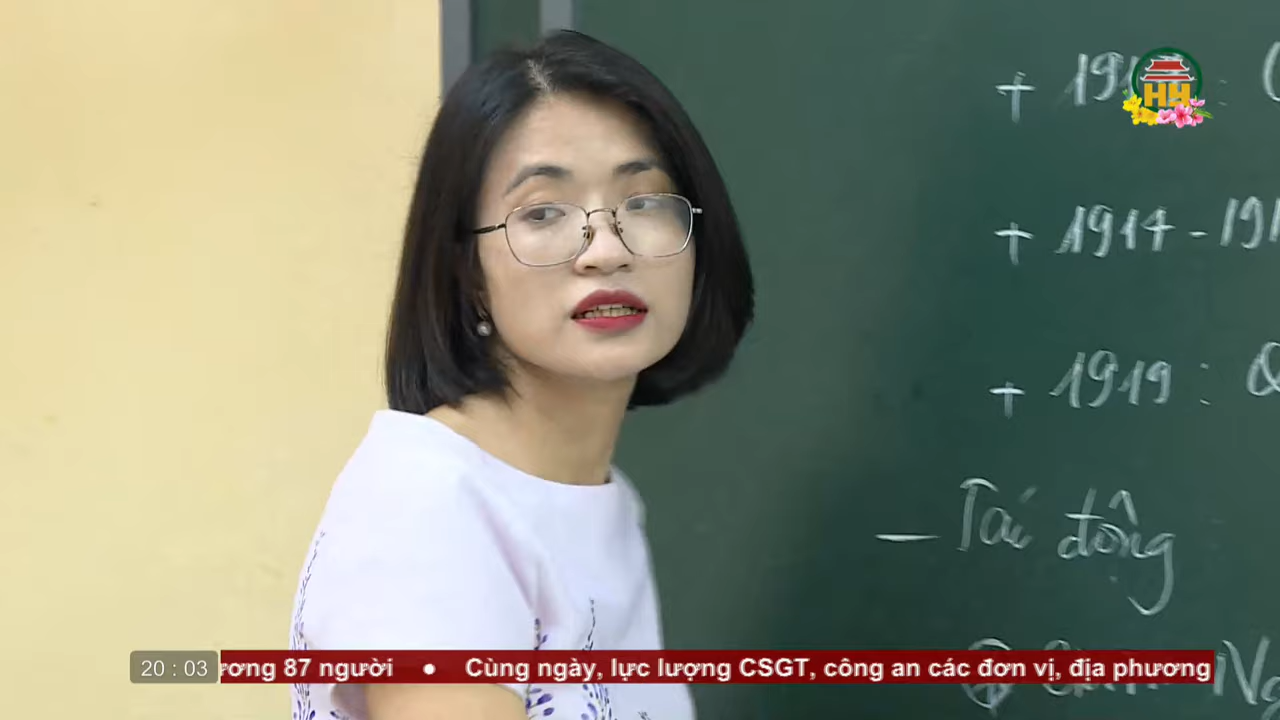 + 191
HH
+ 1914 - 191
+ 1919 :
— Tác động
20 : 03
ương 87 người ● Cùng ngày, lực lượng CSGT, công an các đơn vị, địa phương